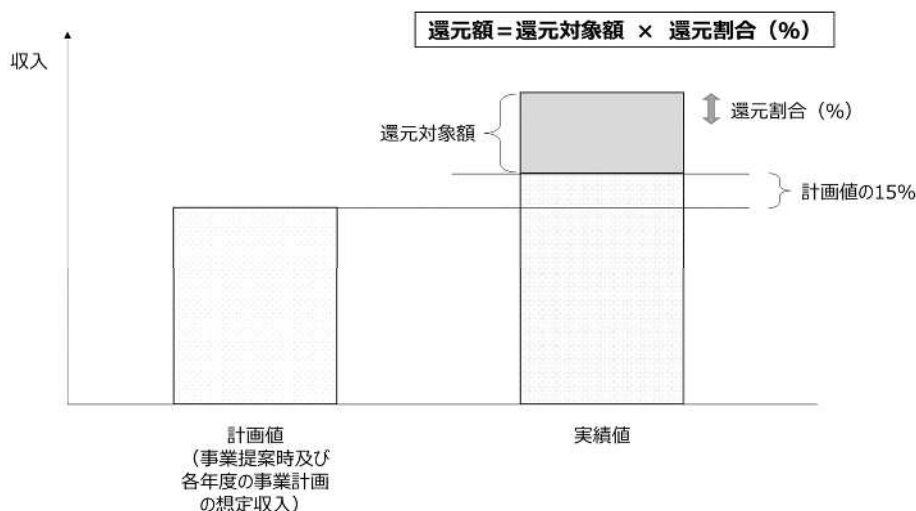 還元額＝還元対象額 × 還元割合（%）
収入
還元対象額
還元割合（%）
計画値の15%
計画値
（事業提案時及び
各年度の事業計画
の想定収入）
実績値